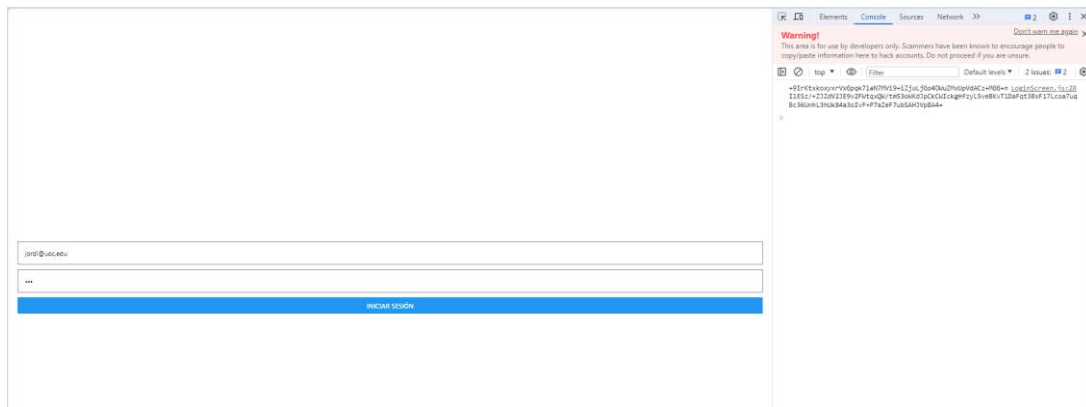 Elements Console Sources Network 2
Warning! Don't warn me again
This area is for use by developers only. Scammers have been known to encourage people to
copy/paste information here to hack accounts. Do not proceed if you are unsure.
top Filter Default levels 2 Issues: 2
LoginScreen.js:28
jordi@uoc.edu
INICIAR SESIÓN